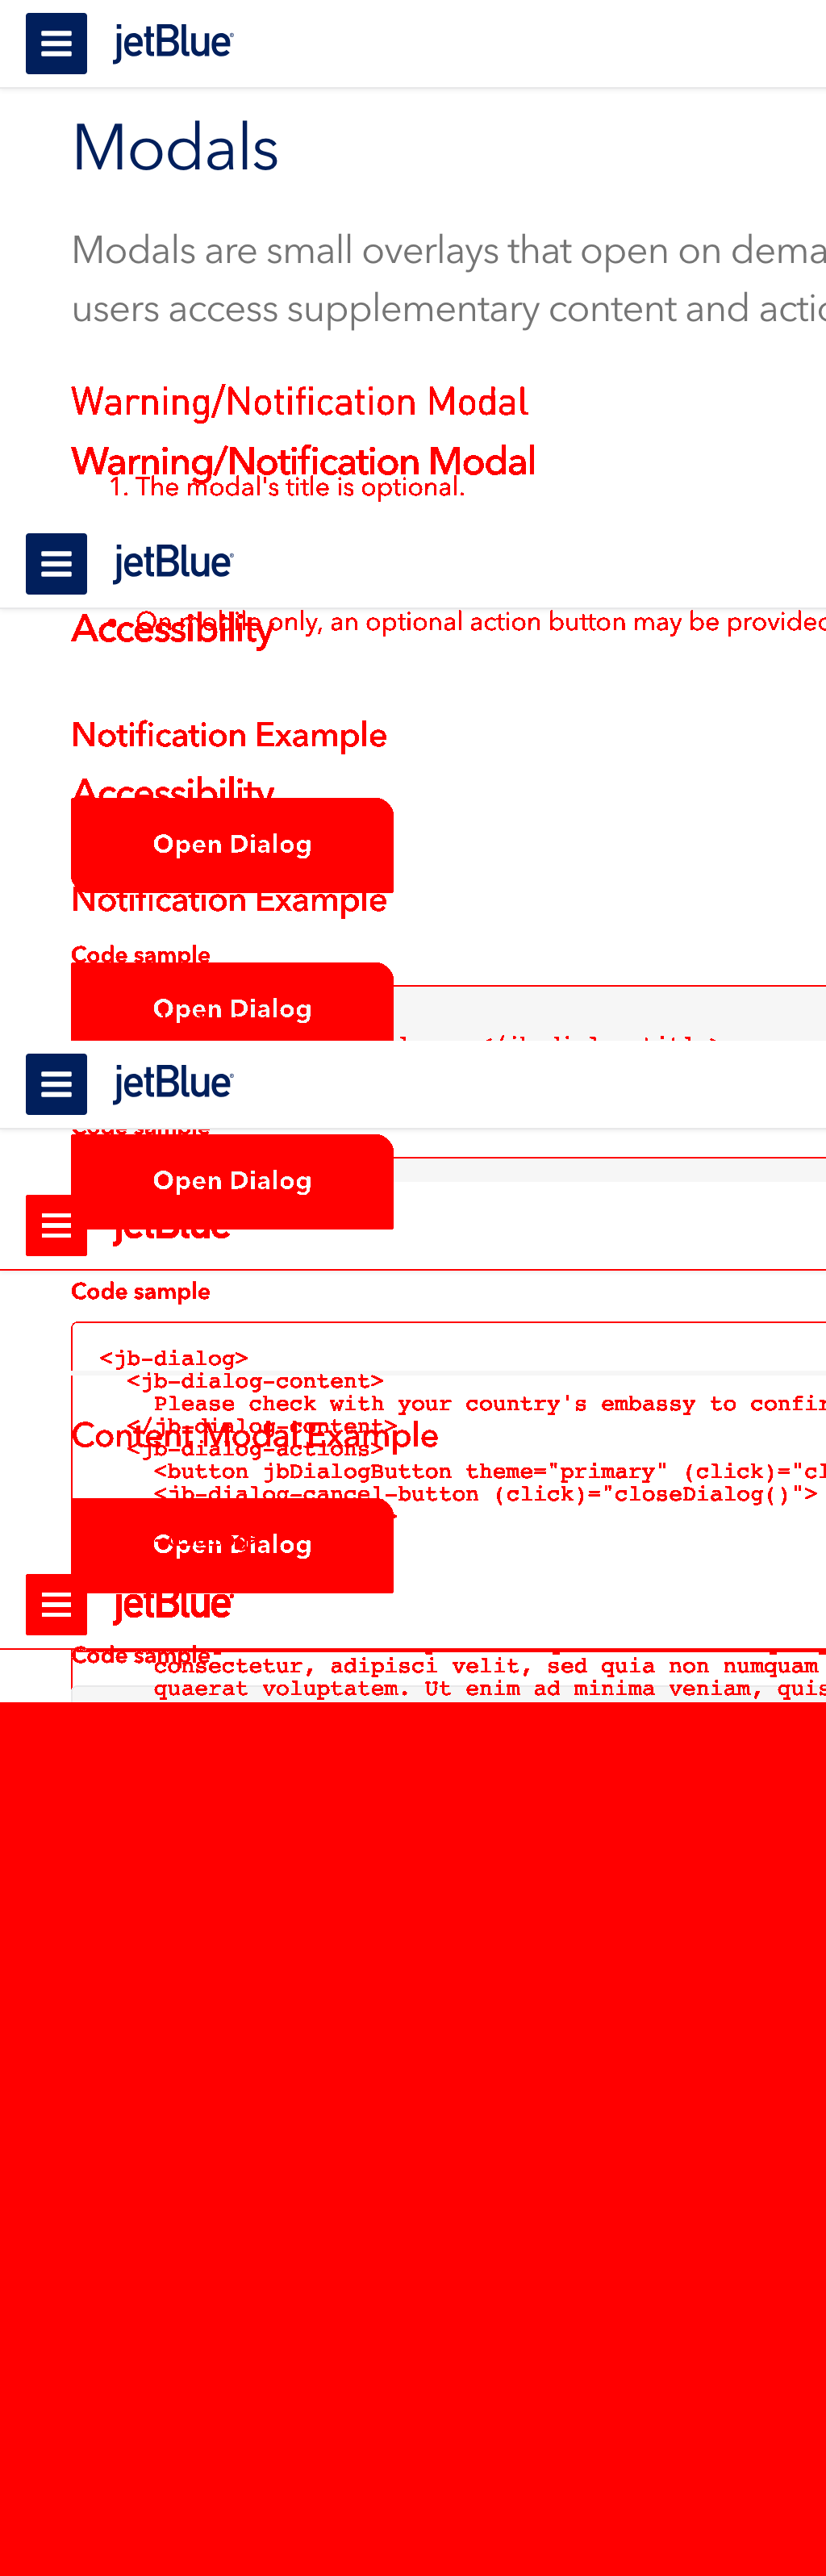 jetBlue
Modals
Modals are small overlays that open on dema
users access supplementary content and actio
Warning/Notification Modal
Warning/Notification Modal
1. The modal's title is optional.
jetBlue
Accessibility
On mobile only, an optional action button may be provided
Notification Example
Accessibility
Open Dialog
Notification Example
Code sample
Open Dialog
jetBlue
Code sample
Open Dialog
jetBlue
Code sample
<jb-dialog>
<jb-dialog-content>
Please check with your country's embassy to confir
</jb-dialog-content>
Content Modal Example
<jb-dialog-actions>
<button jbDialogButton theme="primary" (click)="cl
<jb-dialog-cancel-button (click)="closeDialog()">
Open Dialog
jetBlue
Code sample
consectetur, adipisci velit, sed quia non numquam
quaerat voluptatem. Ut enim ad minima veniam, quis